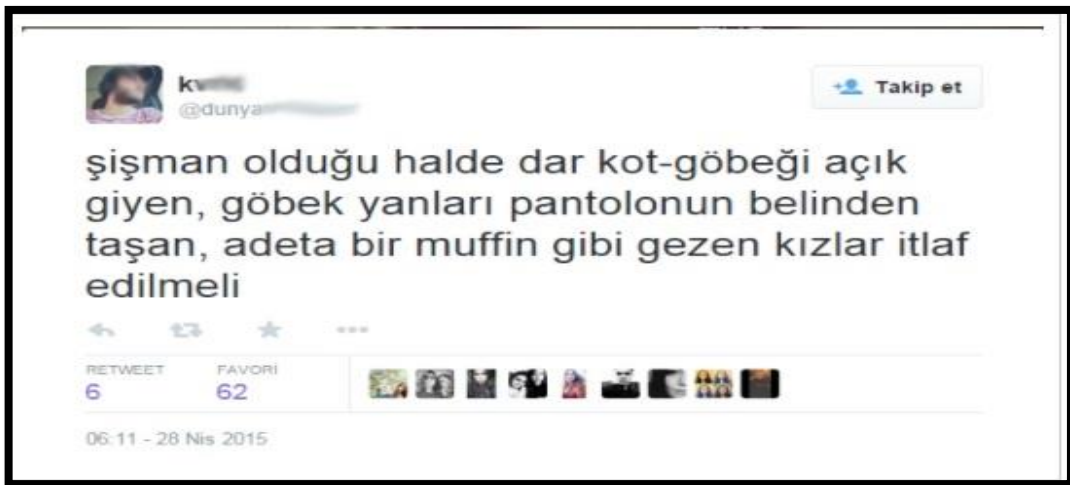 Takip et
@dunya
şişman olduğu halde dar kot-göbeği açık
giyen, göbek yanları pantolonun belinden
taşan, adeta bir muffin gibi gezen kızlar itlaf
edilmeli
RETWEET FAVORİ
6 62
06:11 - 28 Nis 2015